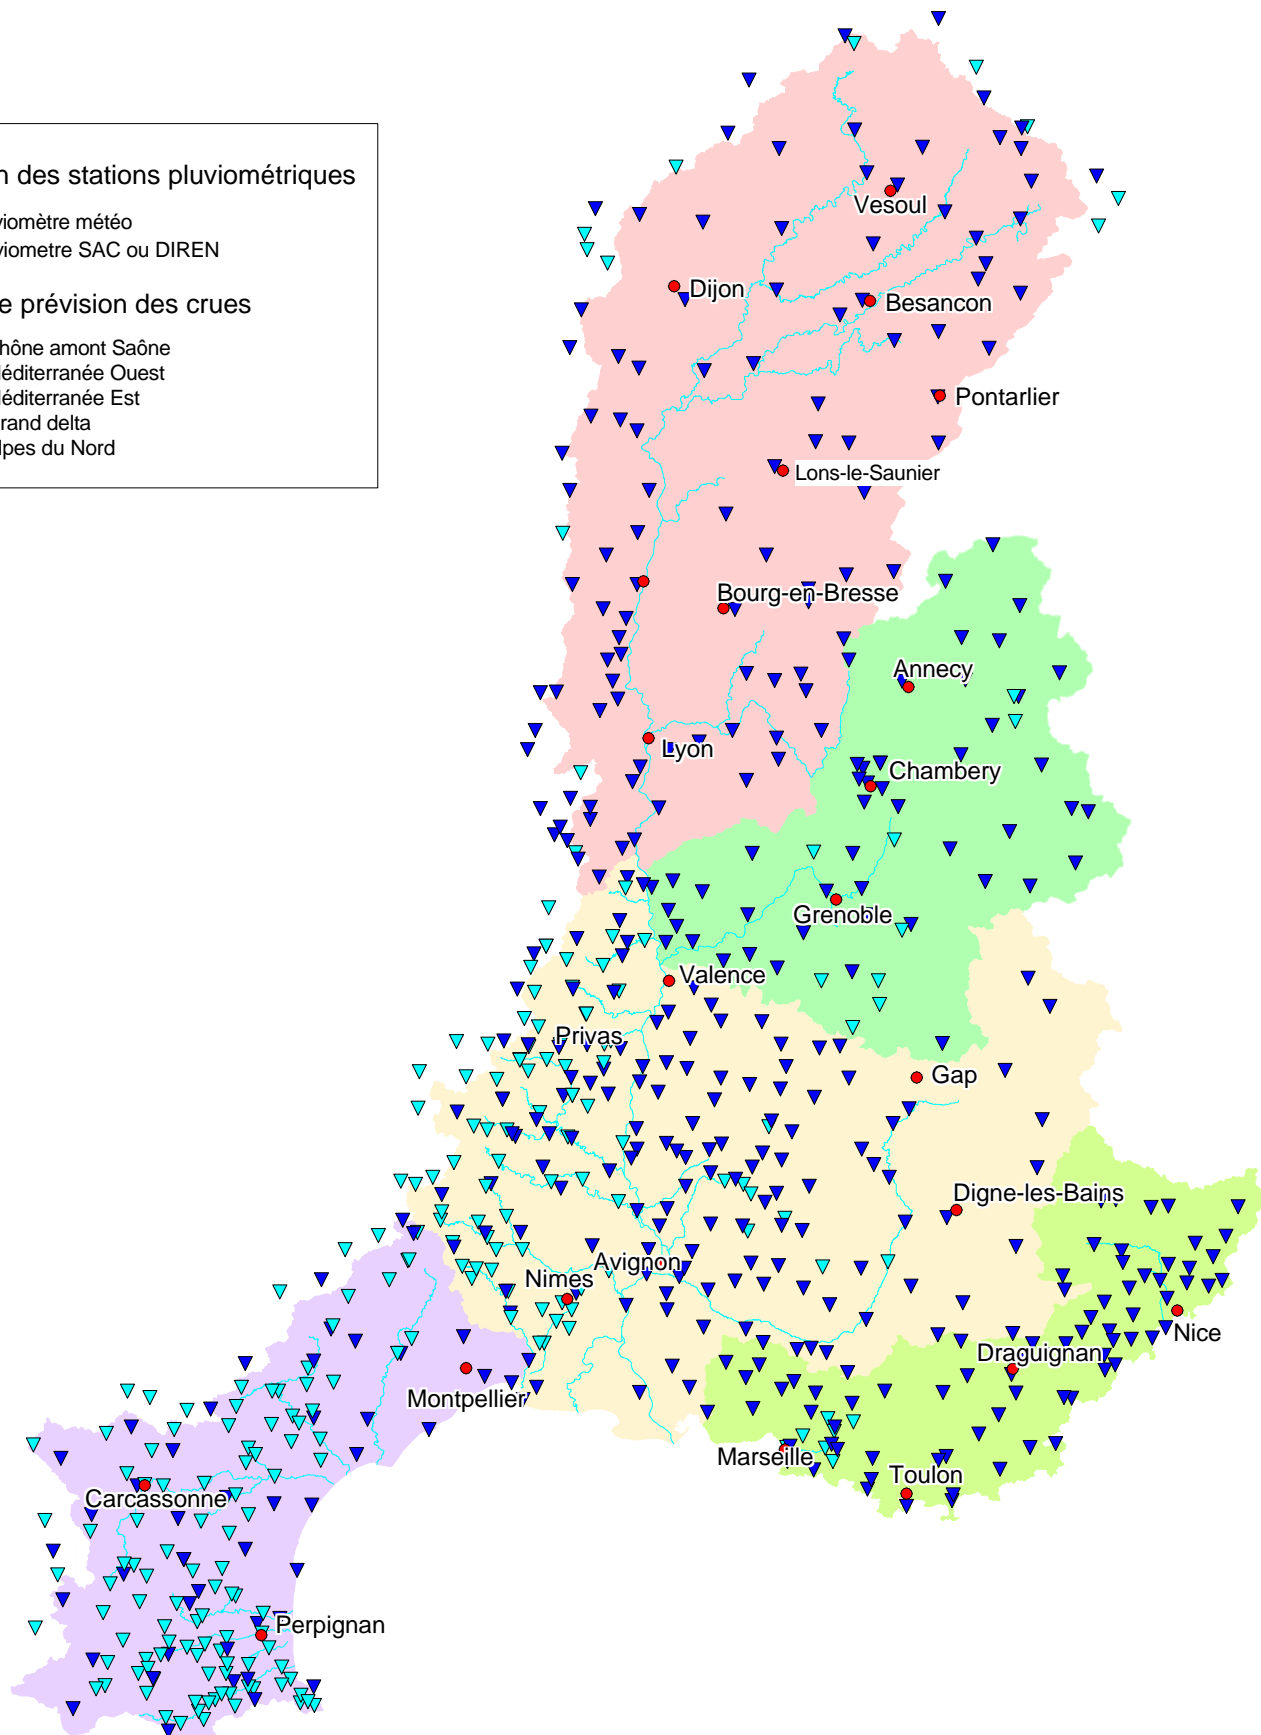 n des stations pluviométriques
viomètre météo
viometre SAC ou DIREN
e prévision des crues
hône amont Saône
léditerranée Ouest
léditerranée Est
rand delta
lpes du Nord
Vesoul
Dijon
Besancon
Pontarlier
Lons-le-Saunier
Bourg-en-Bresse
Annecy
Lyon
Chambery
Grenoble
Valence
Privas
Gap
Digne-les-Bains
Avignon
Nimes
Nice
Draguignan
Montpellier
Marseille
Toulon
Carcassonne
Perpignan